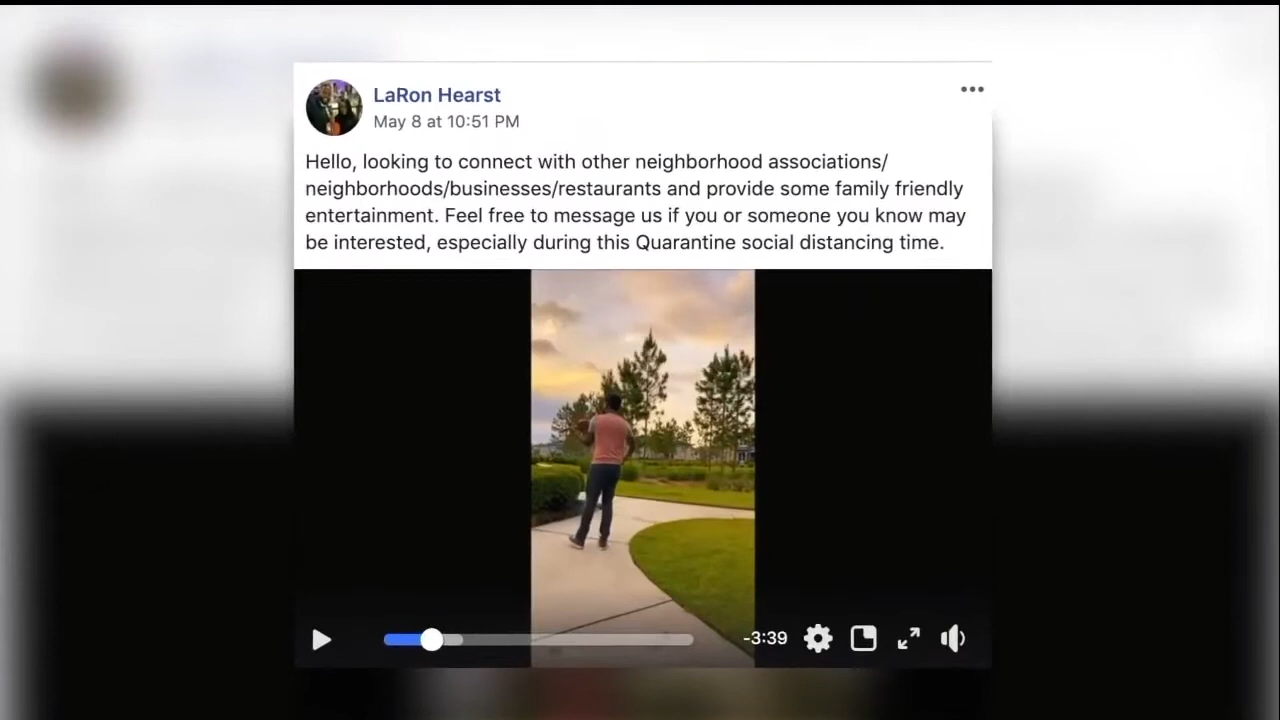 LaRon Hearst
May 8 at 10:51 PM
Hello, looking to connect with other neighborhood associations/
neighborhoods/businesses/restaurants and provide some family friendly
entertainment. Feel free to message us if you or someone you know may
be interested, especially during this Quarantine social distancing time.
-3:39